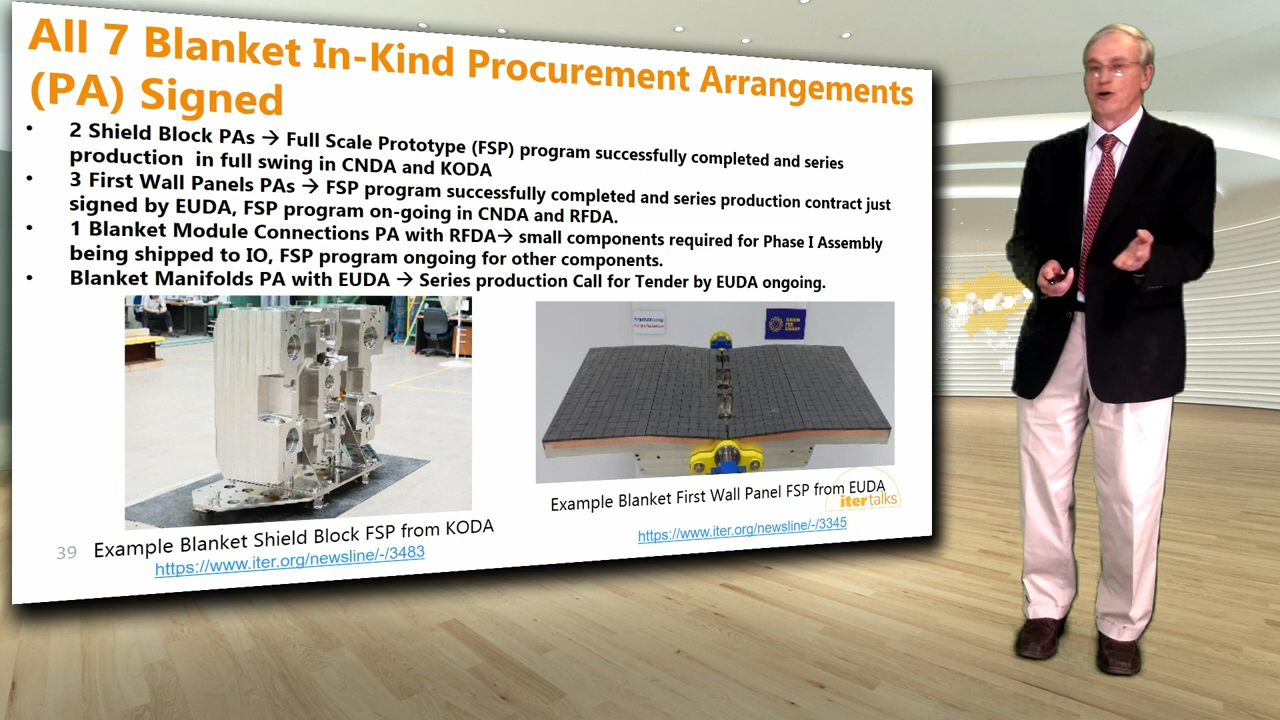 All 7 Blanket In-Kind Procurement Arrangements
(PA) Signed
• 2 Shield Block PAs → Full Scale Prototype (FSP) program successfully completed and series
production in full swing in CNDA and KODA
• 3 First Wall Panels PAs → FSP program successfully completed and series production contract just
signed by EUDA, FSP program on-going in CNDA and RFDA.
• 1 Blanket Module Connections PA with RFDA→ small components required for Phase I Assembly
being shipped to IO, FSP program ongoing for other components.
• Blanket Manifolds PA with EUDA → Series production Call for Tender by EUDA ongoing.
FUSION
FOR
ENERGY
iter talks
Example Blanket First Wall Panel FSP from EUDA
https://www.iter.org/newsline/-/3345
39 Example Blanket Shield Block FSP from KODA
https://www.iter.org/newsline/-/3483